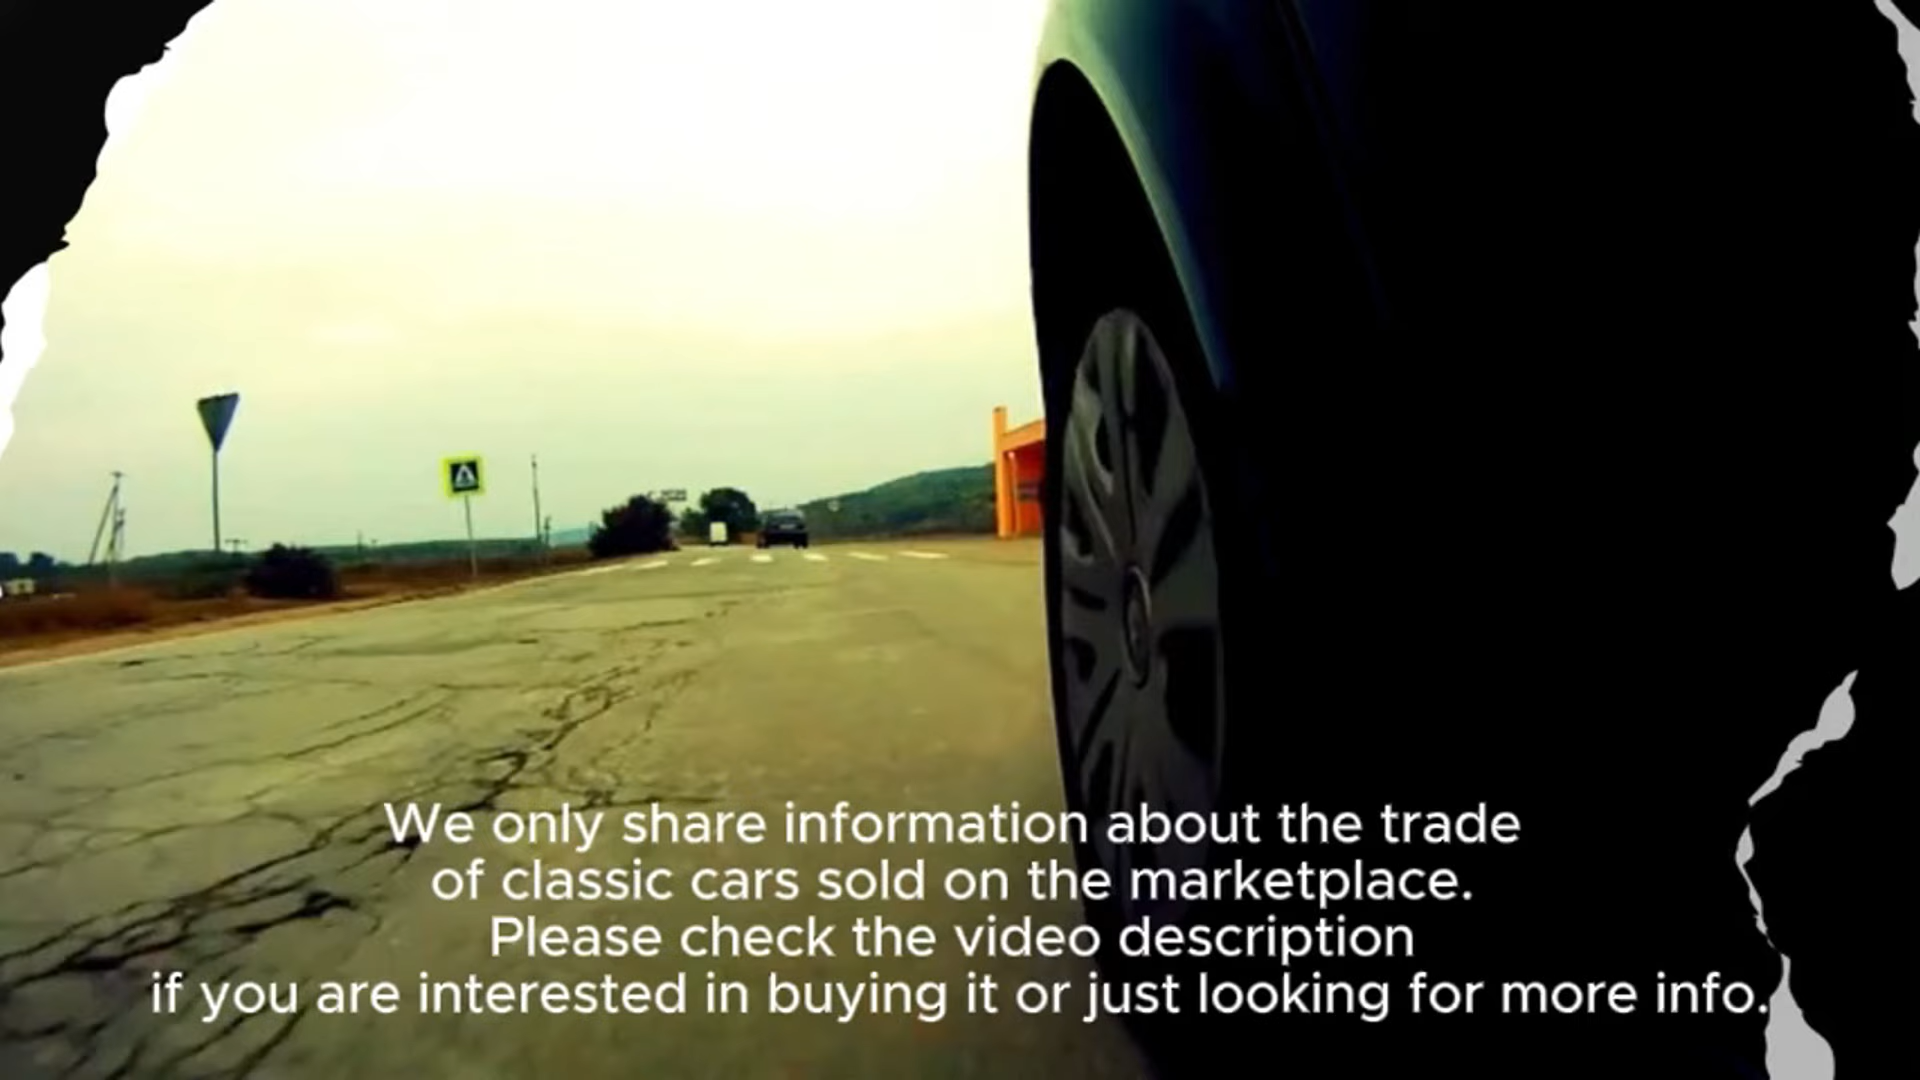 We only share information about the trade
of classic cars sold on the marketplace.
Please check the video description
if you are interested in buying it or just looking for more info.